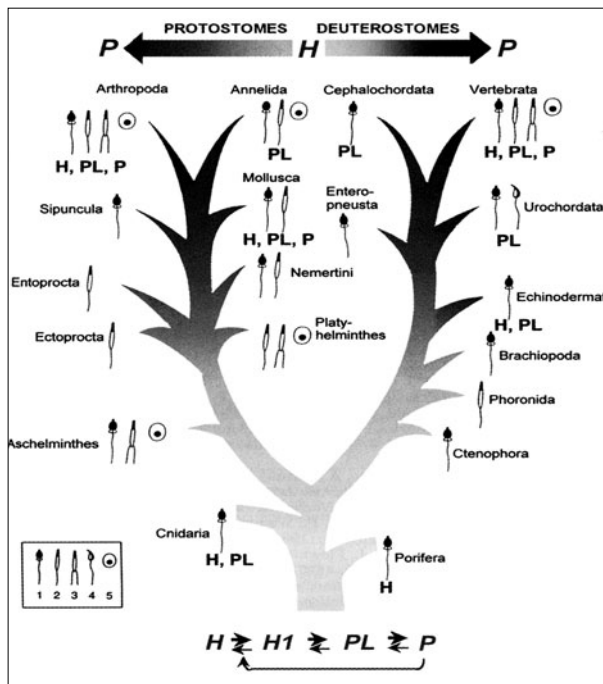 PROTOSTOMES DEUTEROSTOMES
P H P
Arthropoda Annelida Cephalochordata Vertebrata
H, PL, P PL PL H, PL, P
Mollusca Entero-
pneusta
Sipuncula Urochordata
H, PL, P PL
Entoprocta Nemertini
Echinodermat
H, PL
Ectoprocta Platy-
helminthes
Brachiopoda
Phoronida
Aschelminthes Ctenophora
Cnidaria
H, PL
Porifera
H
1 2 3 4 5
H H1 PL P